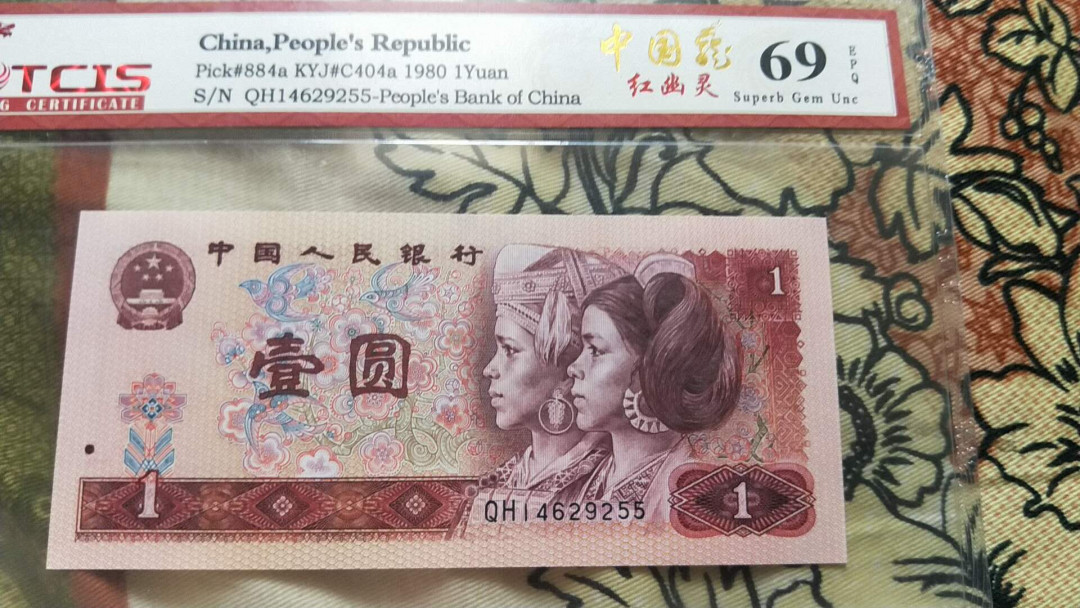 China,People's Republic
Pick#884a KYJ#C404a 1980 1Yuan
S/N QH14629255-People's Bank of China
TCIS
G CERTIFICATE
中国龙
红幽灵
69
EPQ
Superb Gem Unc
中国人民银行
1
壹圆
1
QH14629255
1